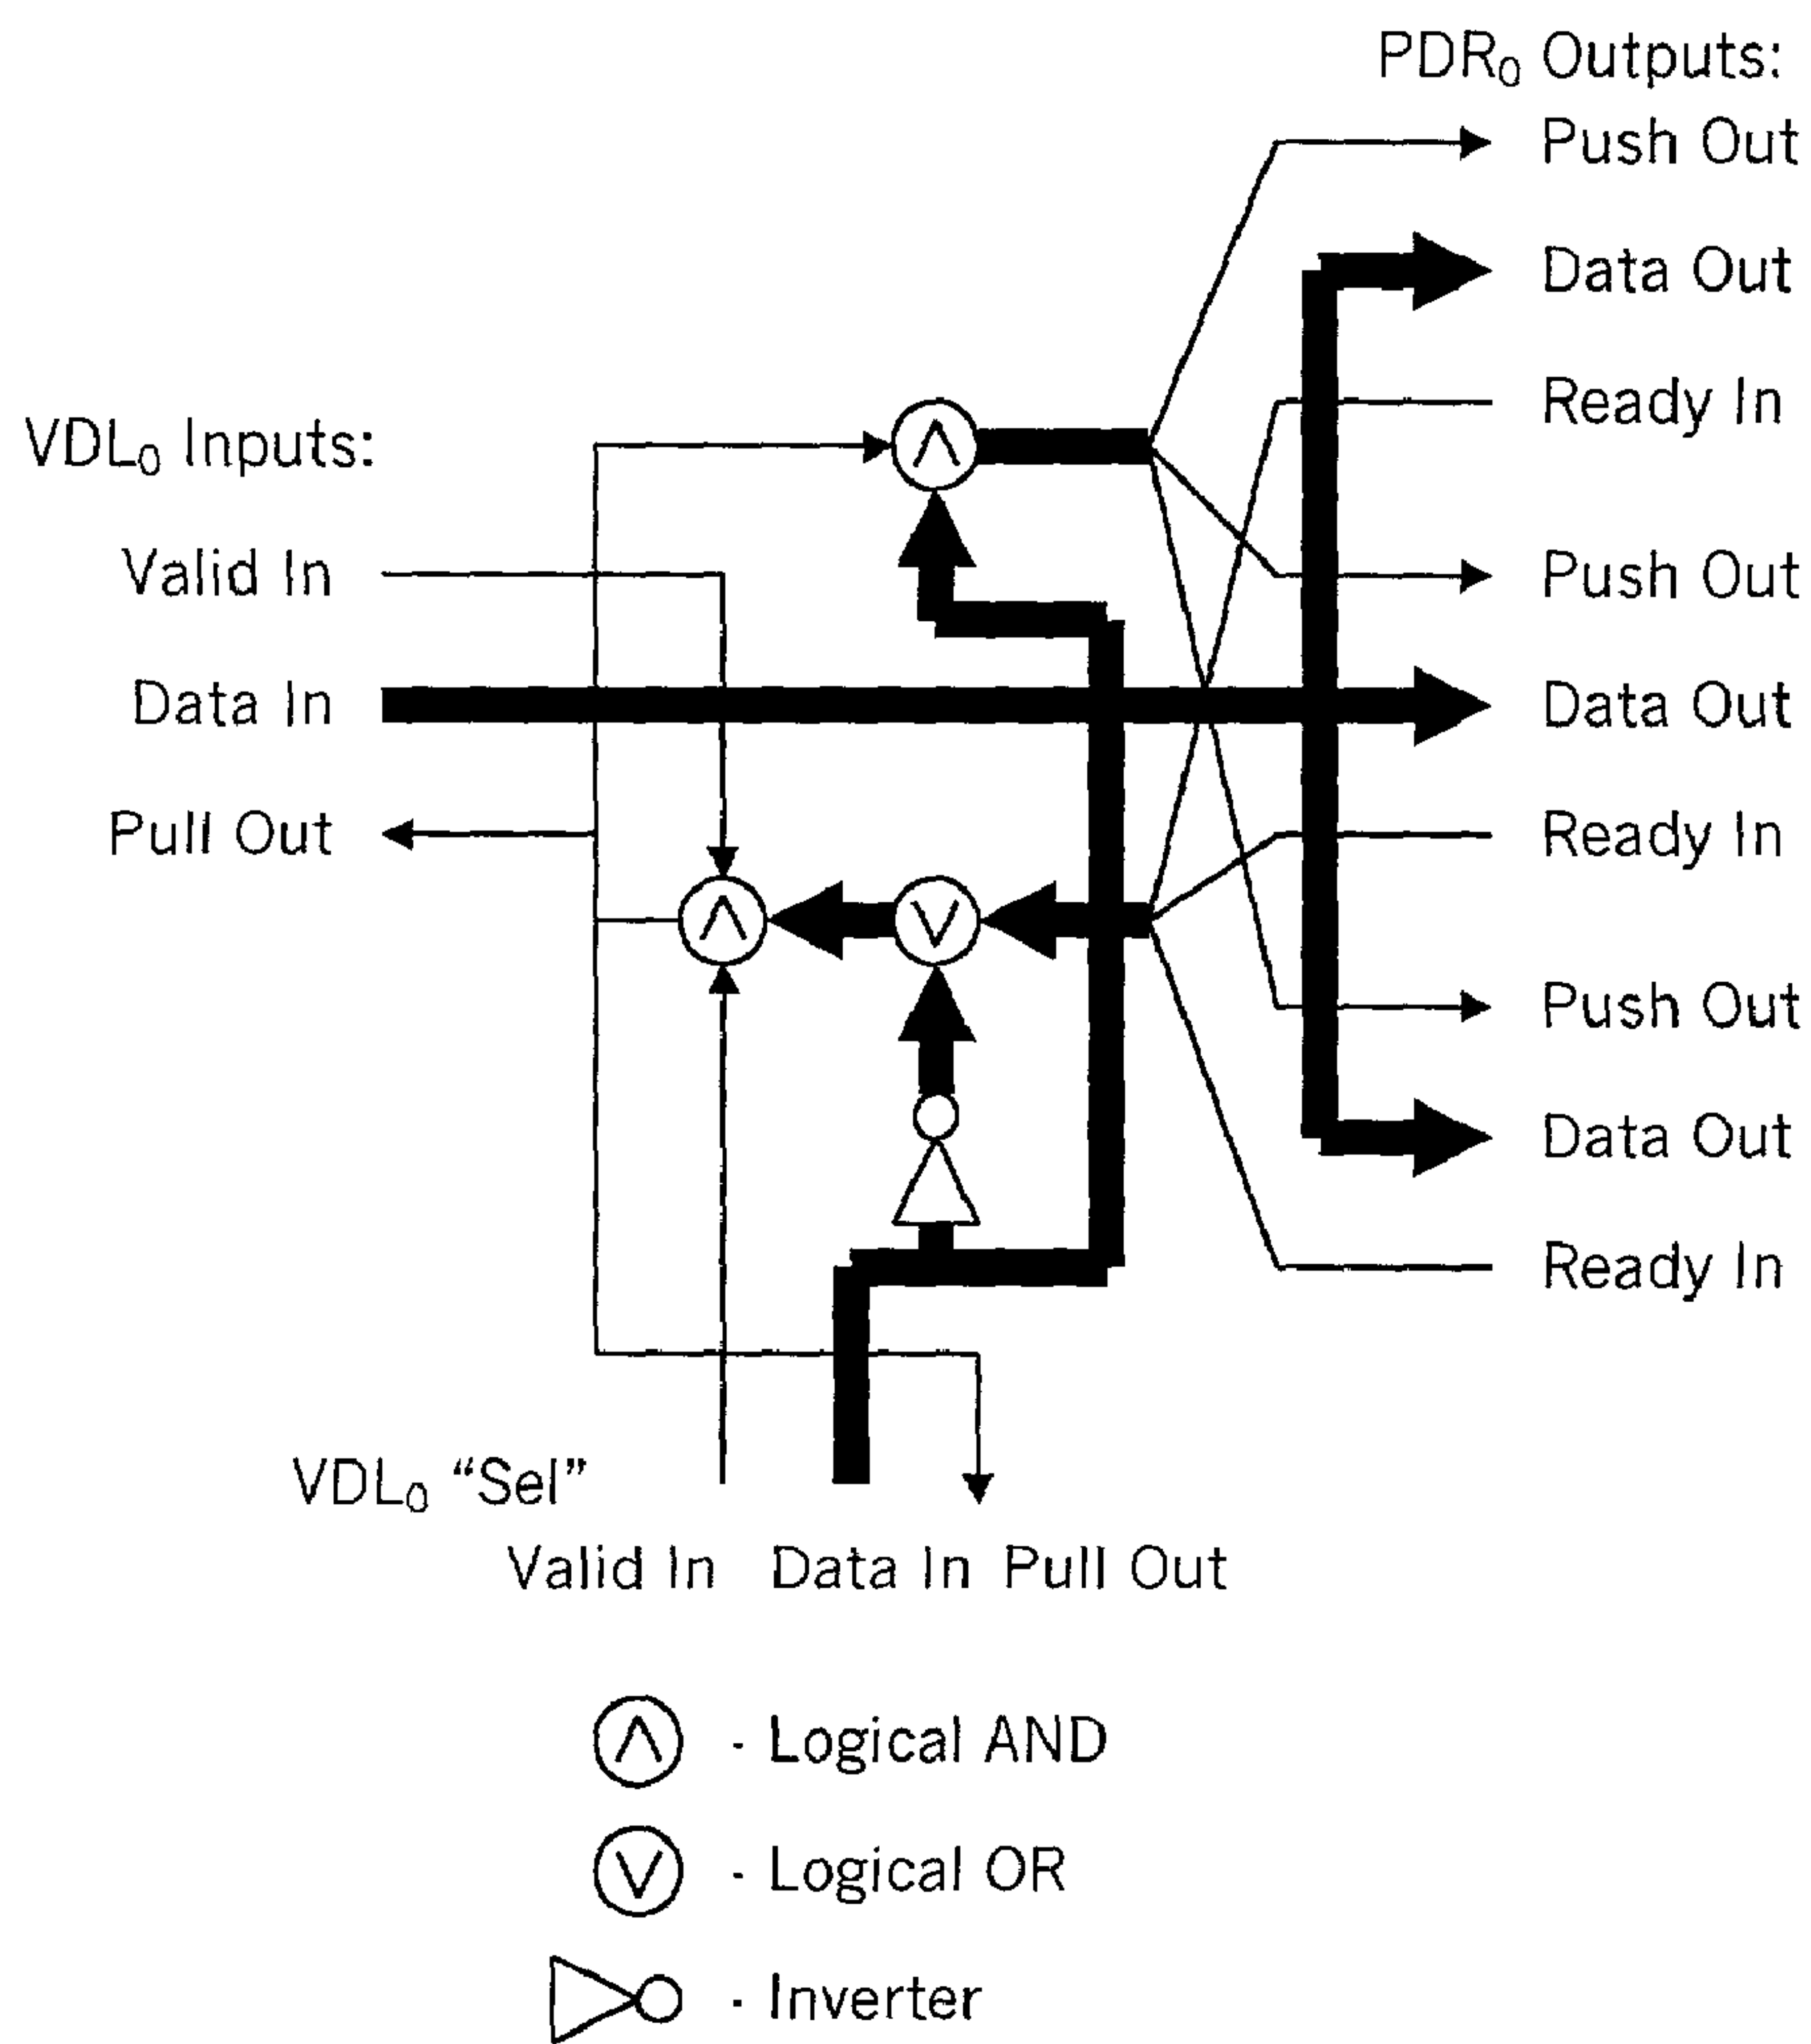 PDR₀ Outputs:
Push Out
Data Out
Ready In
VDL₀ Inputs:
Valid In
Push Out
Data In
Data Out
Pull Out
Ready In
Push Out
Data Out
Ready In
VDL₀ “Sel”
Valid In Data In Pull Out
∧ - Logical AND
∨ - Logical OR
- Inverter